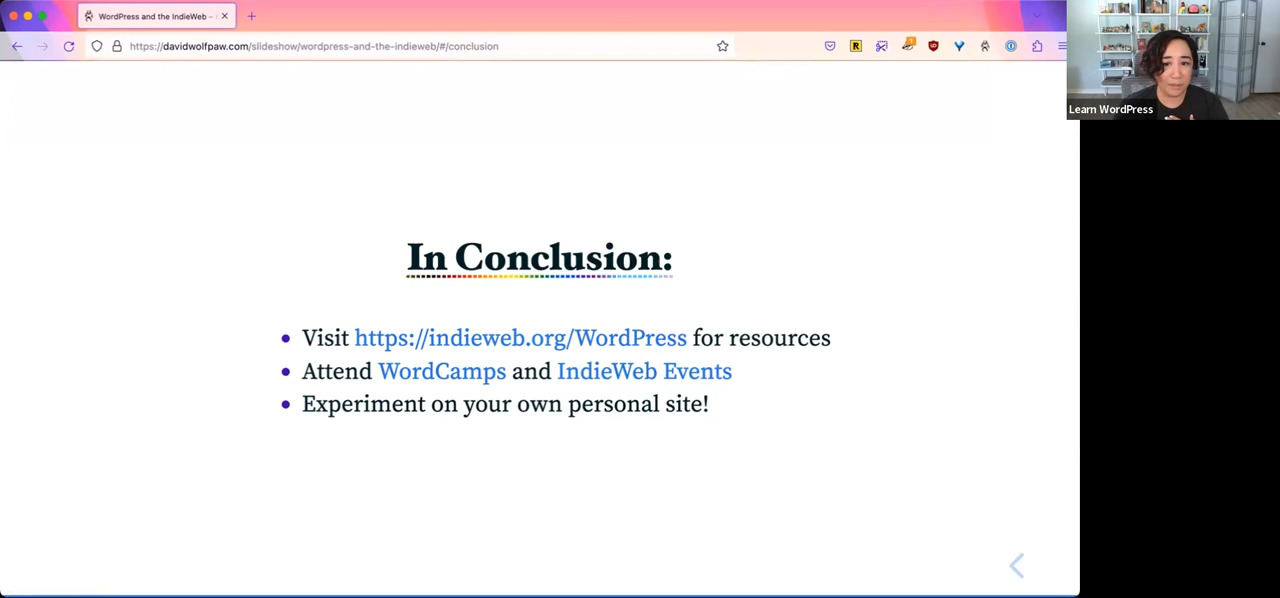 WordPress and the IndieWeb –
https://davidwolfpaw.com/slideshow/wordpress-and-the-indieweb/#/conclusion
Learn WordPress
In Conclusion:
Visit https://indieweb.org/WordPress for resources
Attend WordCamps and IndieWeb Events
Experiment on your own personal site!